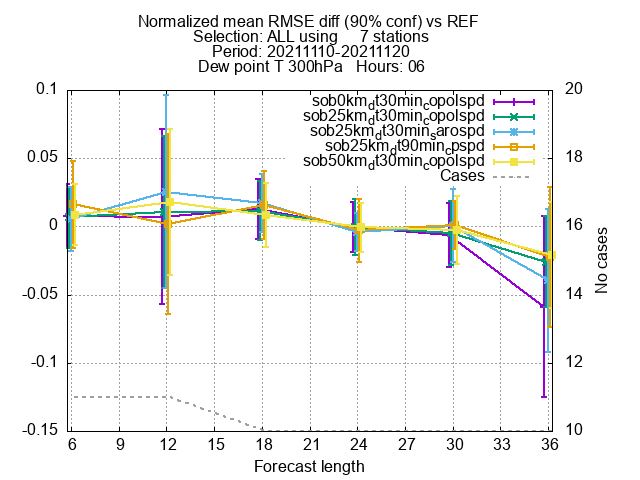 Normalized mean RMSE diff (90% conf) vs REF
Selection: ALL using 7 stations
Period: 20211110-20211120
Dew point T 300hPa Hours: 06
sob0km_dt30min_copolspd
sob25km_dt30min_copolspd
sob25km_dt30min_sarospd
sob25km_dt90min_cpspd
sob50km_dt30min_copolspd
Cases
0.1
0.05
0
-0.05
-0.1
-0.15
20
18
16
14
12
10
No cases
6 9 12 15 18 21 24 27 30 33 36
Forecast length